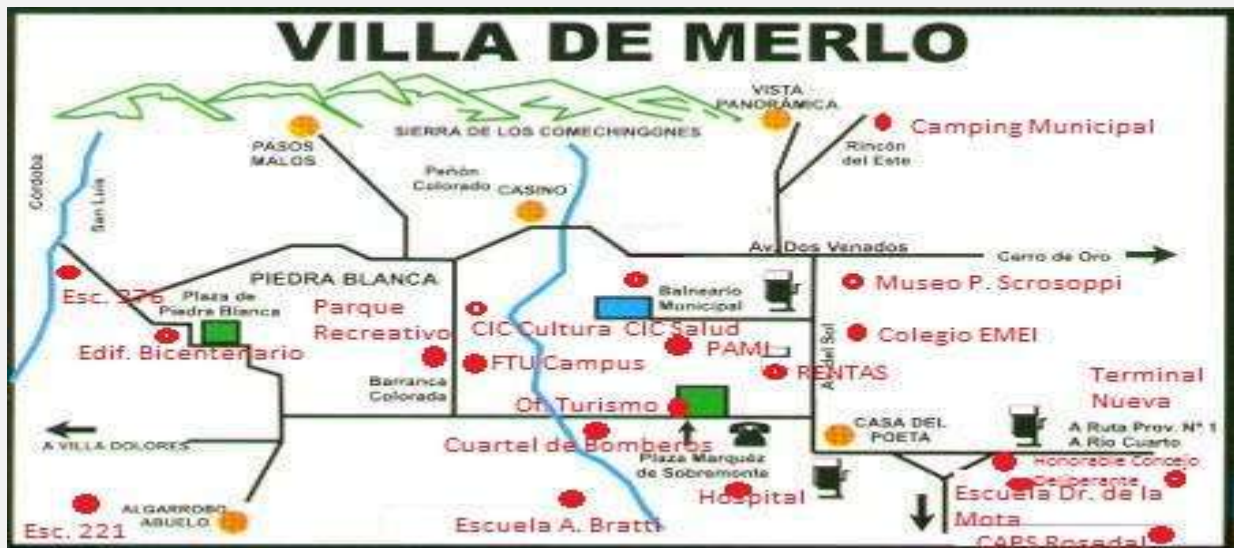 VILLA DE MERLO
VISTA
PANORÁMICA
Camping Municipal
SIERRA DE LOS COMECHINGONES
PASOS
MALOS
Rincón
del Este
Peñón
Colorado
CASINO
Córdoba
San Luis
Av. Dos Venados
Cerro de Oro
PIEDRA BLANCA
Esc. 276
Plaza de
Piedra Blanca
Parque
Recreativo
Balneario
Municipal
Museo P. Scrosoppi
CIC Cultura
CIC Salud
Colegio EMEI
Edif. Bicentenario
PAMI
FTU Campus
RENTAS
del Sol
Barranca
Colorada
Terminal
Nueva
Of. Turismo
A VILLA DOLORES
CASA DEL
POETA
A Ruta Prov. Nº 1
A Río Cuarto
Cuartel de Bomberos
Plaza Marquéz
de Sobremonte
Honorable Concejo
Deliberante
Hospital
Escuela Dr. de la
Mota
Esc. 221
ALGARROBO
ABUELO
Escuela A. Bratti
CAPS Rosedal